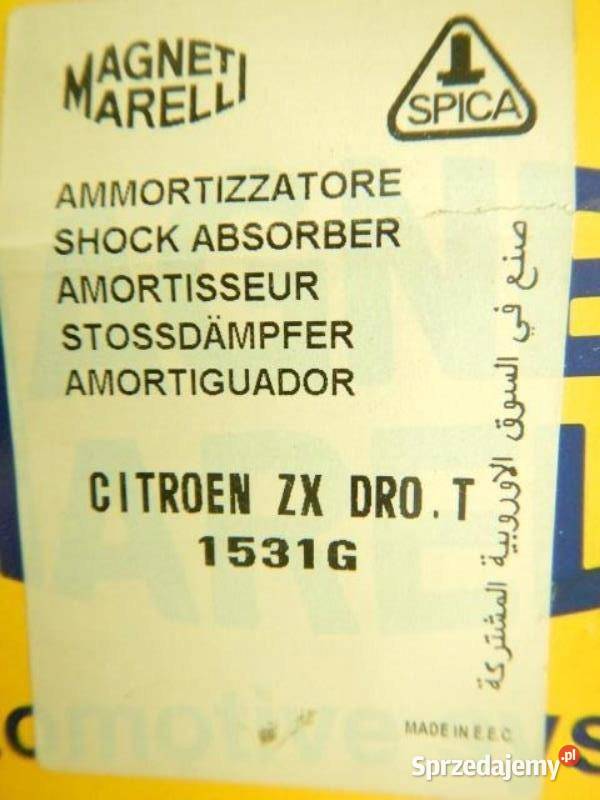 MAGNETI
MARELLI
SPICA
AMMORTIZZATORE
SHOCK ABSORBER
AMORTISSEUR
STOSSDÄMPFER
AMORTIGUADOR
CITROEN ZX DRO.T
1531G
صنع في السوق الاوروبية المشتركة
MADE IN E.E.C.
Sprzedajemy.pl